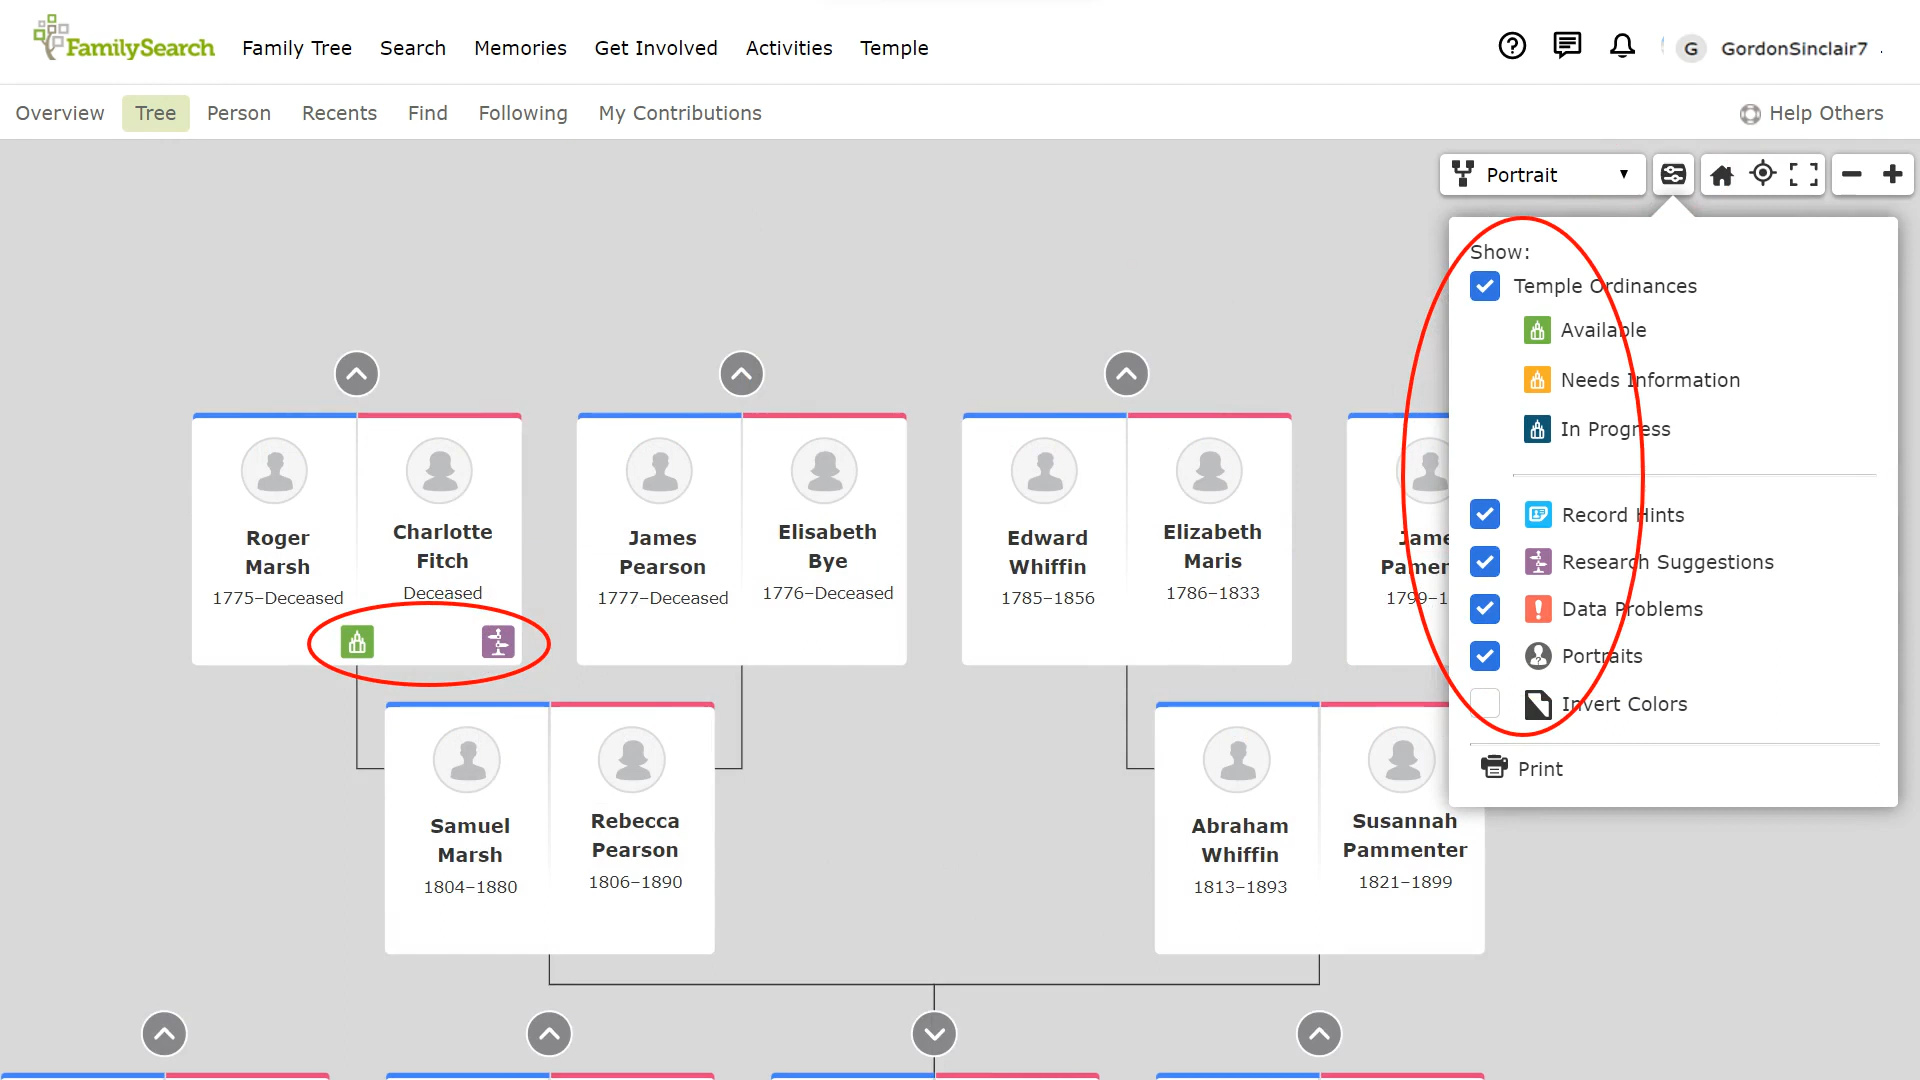 FamilySearch
Family Tree Search Memories Get Involved Activities Temple
G GordonSinclair7
Overview Tree Person Recents Find Following My Contributions
Help Others
Portrait
Show:
Temple Ordinances
Available
Needs Information
In Progress
Record Hints
Research Suggestions
Data Problems
Portraits
Invert Colors
Print
Roger
Marsh
1775–Deceased
Charlotte
Fitch
Deceased
James
Pearson
1777–Deceased
Elisabeth
Bye
1776–Deceased
Edward
Whiffin
1785–1856
Elizabeth
Maris
1786–1833
Samuel
Marsh
1804–1880
Rebecca
Pearson
1806–1890
Abraham
Whiffin
1813–1893
Susannah
Pammenter
1821–1899